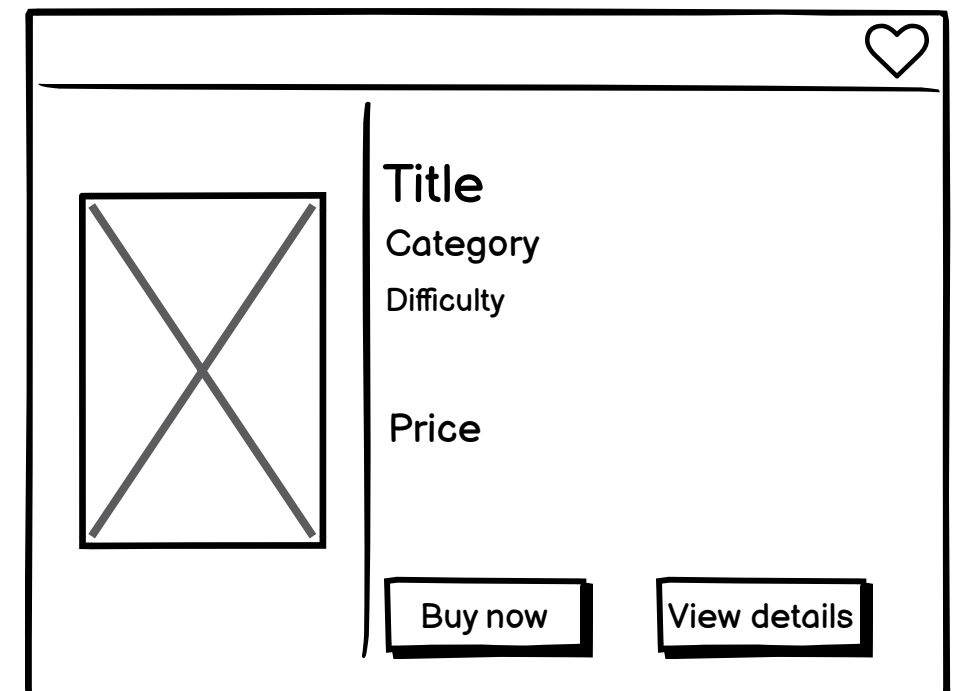 Title
Category
Difficulty
Price
Buy now
View details